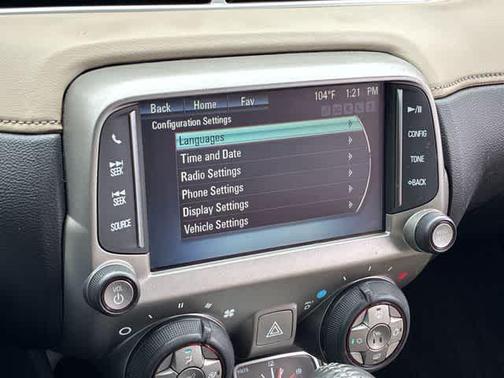 Back Home Fav 104°F 1:21 PM
Configuration Settings
Languages
Time and Date
Radio Settings
Phone Settings
Display Settings
Vehicle Settings
SEEK
SEEK
SOURCE
VOL
CONFIG
TONE
BACK